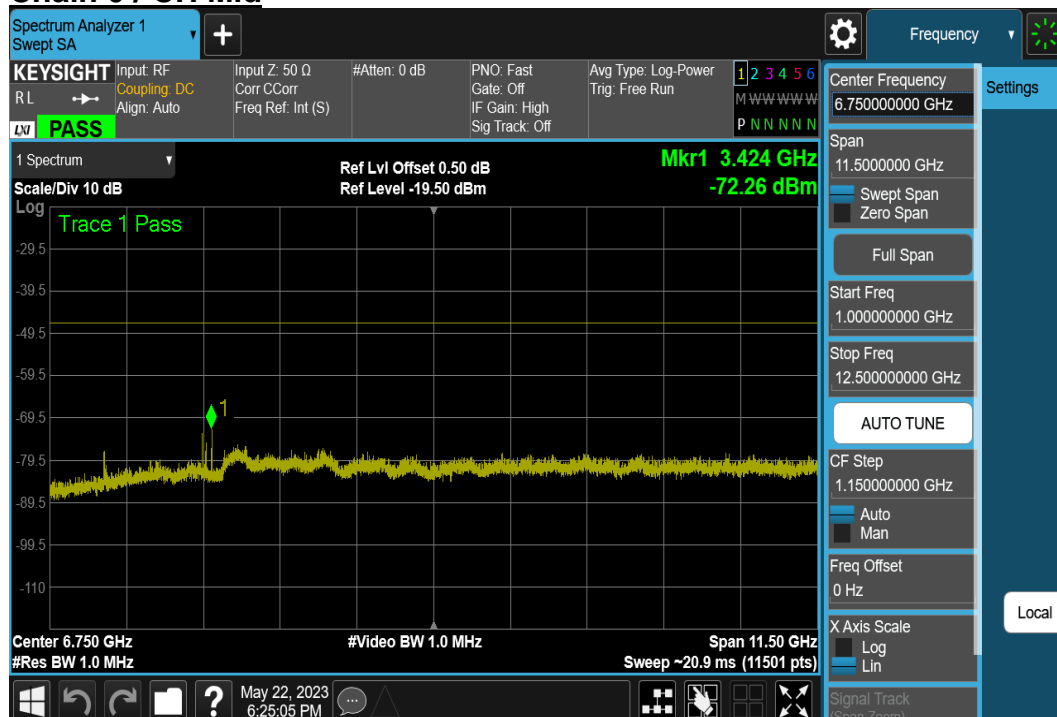 Spectrum Analyzer 1
Swept SA
Frequency
KEYSIGHT
RL
LXI
PASS
Input: RF
Coupling: DC
Align: Auto
Input Z: 50 Ω
Corr CCorr
Freq Ref: Int (S)
#Atten: 0 dB
PNO: Fast
Gate: Off
IF Gain: High
Sig Track: Off
Avg Type: Log-Power
Trig: Free Run
1 2 3 4 5 6
M W W W W W
P N N N N N
1 Spectrum
Scale/Div 10 dB
Ref Lvl Offset 0.50 dB
Ref Level -19.50 dBm
Mkr1 3.424 GHz
-72.26 dBm
Log
Trace 1 Pass
-29.5
-39.5
-49.5
-59.5
-69.5
-79.5
-89.5
-99.5
-110
1
Center 6.750 GHz
#Res BW 1.0 MHz
#Video BW 1.0 MHz
Span 11.50 GHz
Sweep ~20.9 ms (11501 pts)
May 22, 2023
6:25:05 PM
Center Frequency
6.750000000 GHz
Span
11.5000000 GHz
Swept Span
Zero Span
Full Span
Start Freq
1.000000000 GHz
Stop Freq
12.500000000 GHz
AUTO TUNE
CF Step
1.150000000 GHz
Auto
Man
Freq Offset
0 Hz
X Axis Scale
Log
Lin
Signal Track
(Span Zoom)
Settings
Local